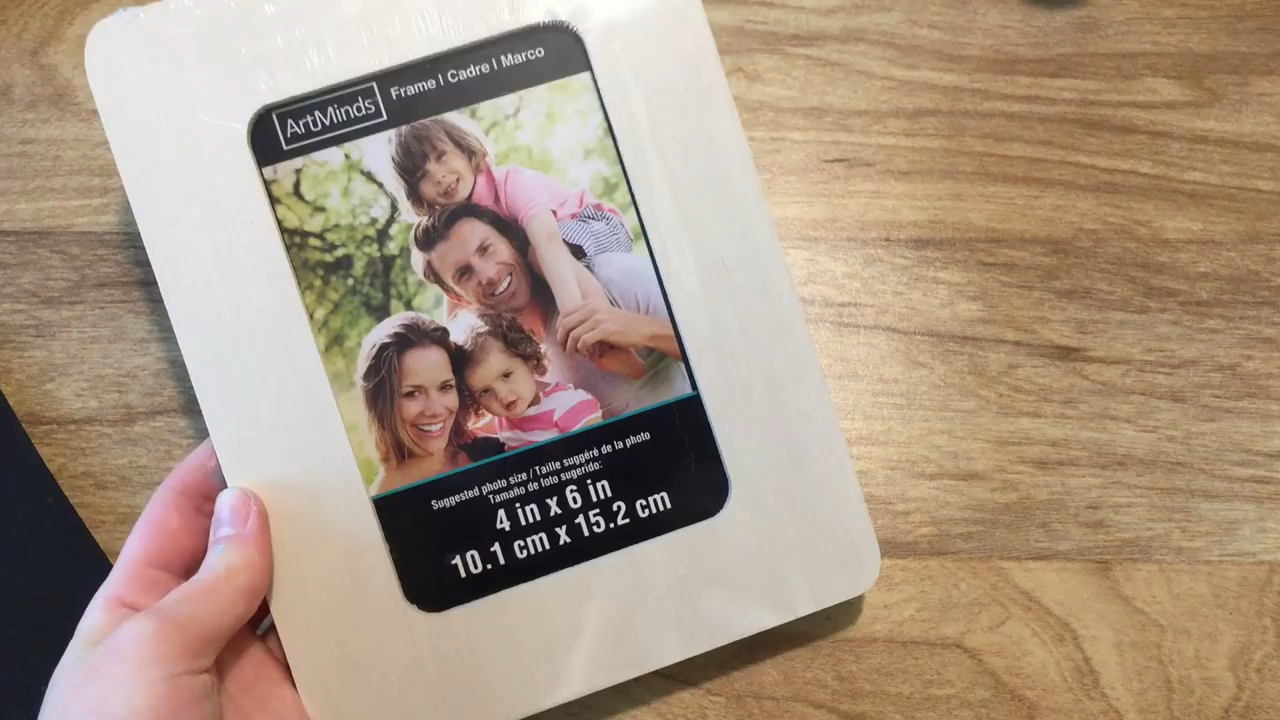 ArtMinds Frame | Cadre | Marco
Suggested photo size / Taille suggéré de la photo
Tamaño de foto sugerido:
4 in x 6 in
10.1 cm x 15.2 cm